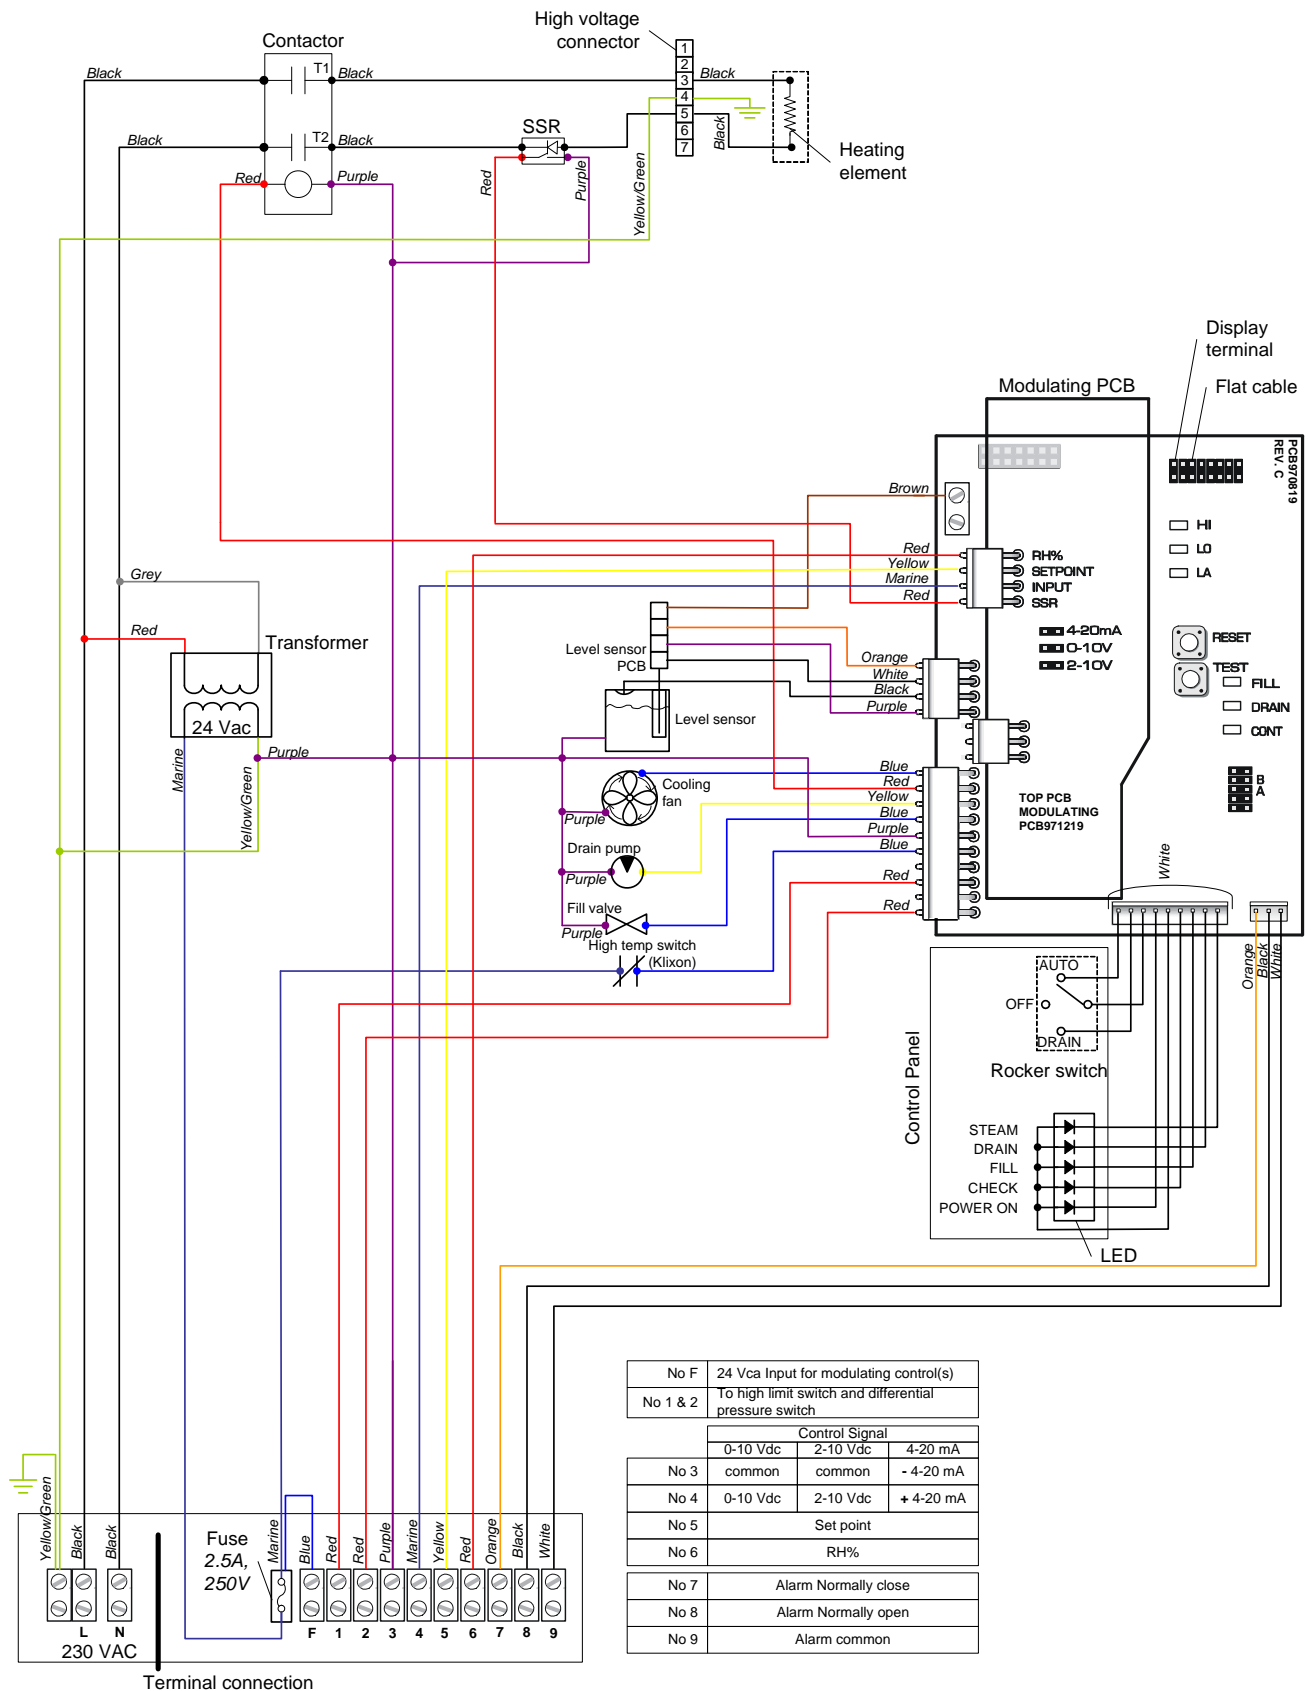 High voltage
connector
Contactor
1
2
3
4
5
6
7
T1
Black
Black
Black
T2
Black
Black
SSR
Black
Heating
element
Red
Purple
Red
Purple
Yellow/Green
Display
terminal
Flat cable
Modulating PCB
PCB970819
REV. C
Brown
HI
LO
LA
Red
Yellow
Marine
Red
RH%
SETPOINT
INPUT
SSR
4-20mA
0-10V
2-10V
RESET
TEST
FILL
DRAIN
CONT
B
A
Grey
Red
Transformer
24 Vac
Marine
Yellow/Green
Purple
Level sensor
PCB
Level sensor
Orange
White
Black
Purple
Cooling
fan
Purple
Drain pump
Purple
Fill valve
Purple
High temp switch
(Klixon)
Blue
Red
Yellow
Blue
Purple
Blue
Red
Red
TOP PCB
MODULATING
PCB971219
White
Orange
Black
White
AUTO
OFF
DRAIN
Rocker switch
Control Panel
STEAM
DRAIN
FILL
CHECK
POWER ON
LED
No F 24 Vca Input for modulating control(s)
No 1 & 2 To high limit switch and differential
pressure switch
Control Signal
0-10 Vdc 2-10 Vdc 4-20 mA
No 3 common common - 4-20 mA
No 4 0-10 Vdc 2-10 Vdc + 4-20 mA
No 5 Set point
No 6 RH%
No 7 Alarm Normally close
No 8 Alarm Normally open
No 9 Alarm common
Yellow/Green
Black
Black
Fuse
2.5A,
250V
Marine
Blue
Red
Red
Purple
Marine
Yellow
Red
Orange
Black
White
L N F 1 2 3 4 5 6 7 8 9
230 VAC
Terminal connection